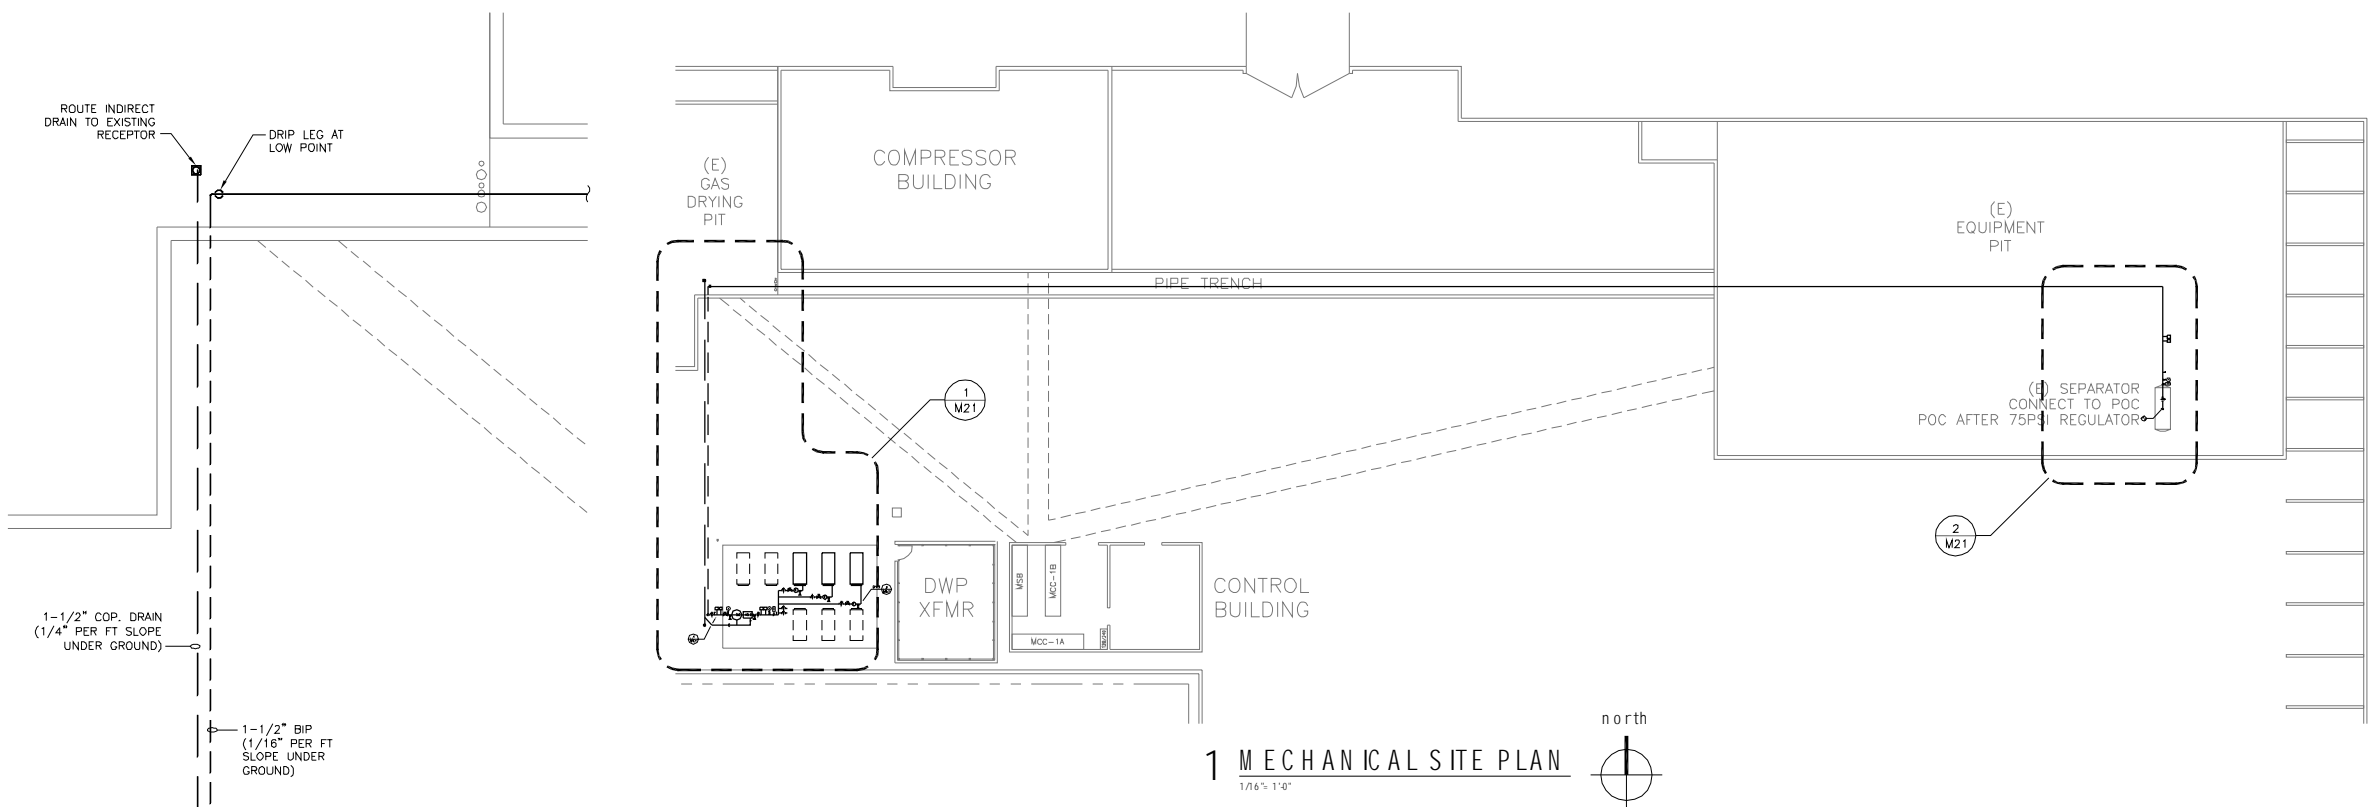 ROUTE INDIRECT
DRAIN TO EXISTING
RECEPTOR
DRIP LEG AT
LOW POINT
1-1/2" COP. DRAIN
(1/4" PER FT SLOPE
UNDER GROUND)
1-1/2" BIP
(1/16" PER FT
SLOPE UNDER
GROUND)
(E)
GAS
DRYING
PIT
COMPRESSOR
BUILDING
PIPE TRENCH
(E)
EQUIPMENT
PIT
(E) SEPARATOR
CONNECT TO POC
POC AFTER 75PSI REGULATOR
1
M21
2
M21
DWP
XFMR
MSB
MCC-1B
MCC-1A
CONTROL
BUILDING
north
1 MECHANICAL SITE PLAN
1/16"= 1'-0"